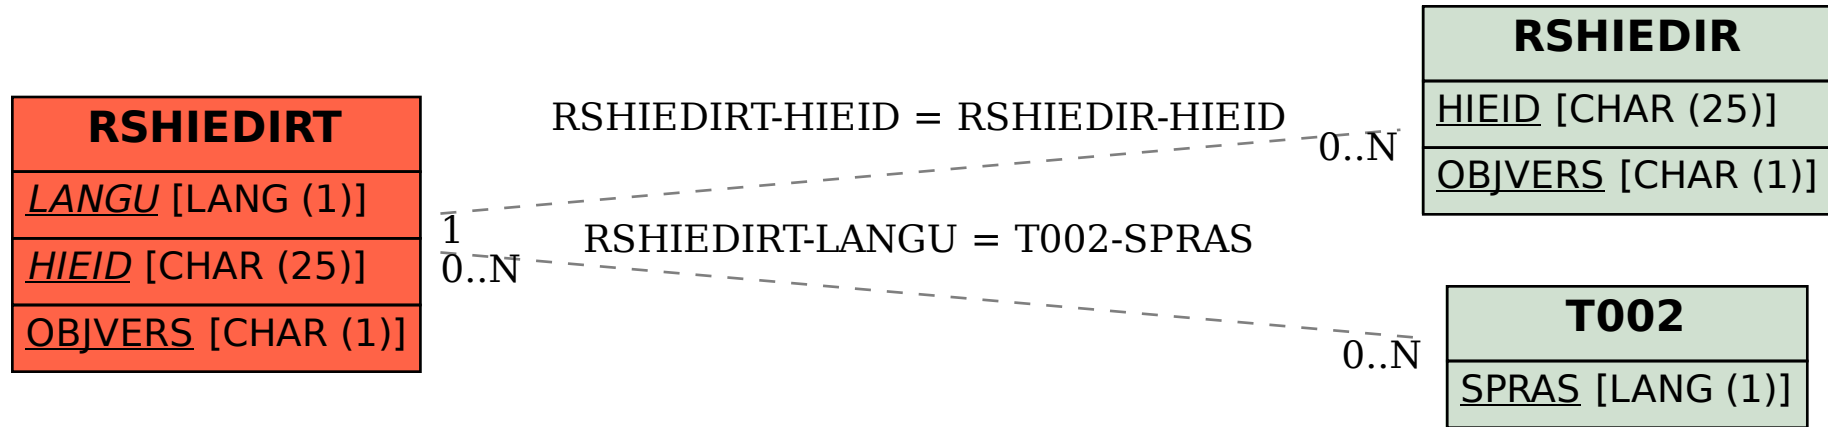 RSHIEDIRT
LANGU [LANG (1)]
HIEID [CHAR (25)]
OBJVERS [CHAR (1)]
RSHIEDIRT-HIEID = RSHIEDIR-HIEID
1
0..N
RSHIEDIRT-LANGU = T002-SPRAS
0..N
0..N
RSHIEDIR
HIEID [CHAR (25)]
OBJVERS [CHAR (1)]
T002
SPRAS [LANG (1)]